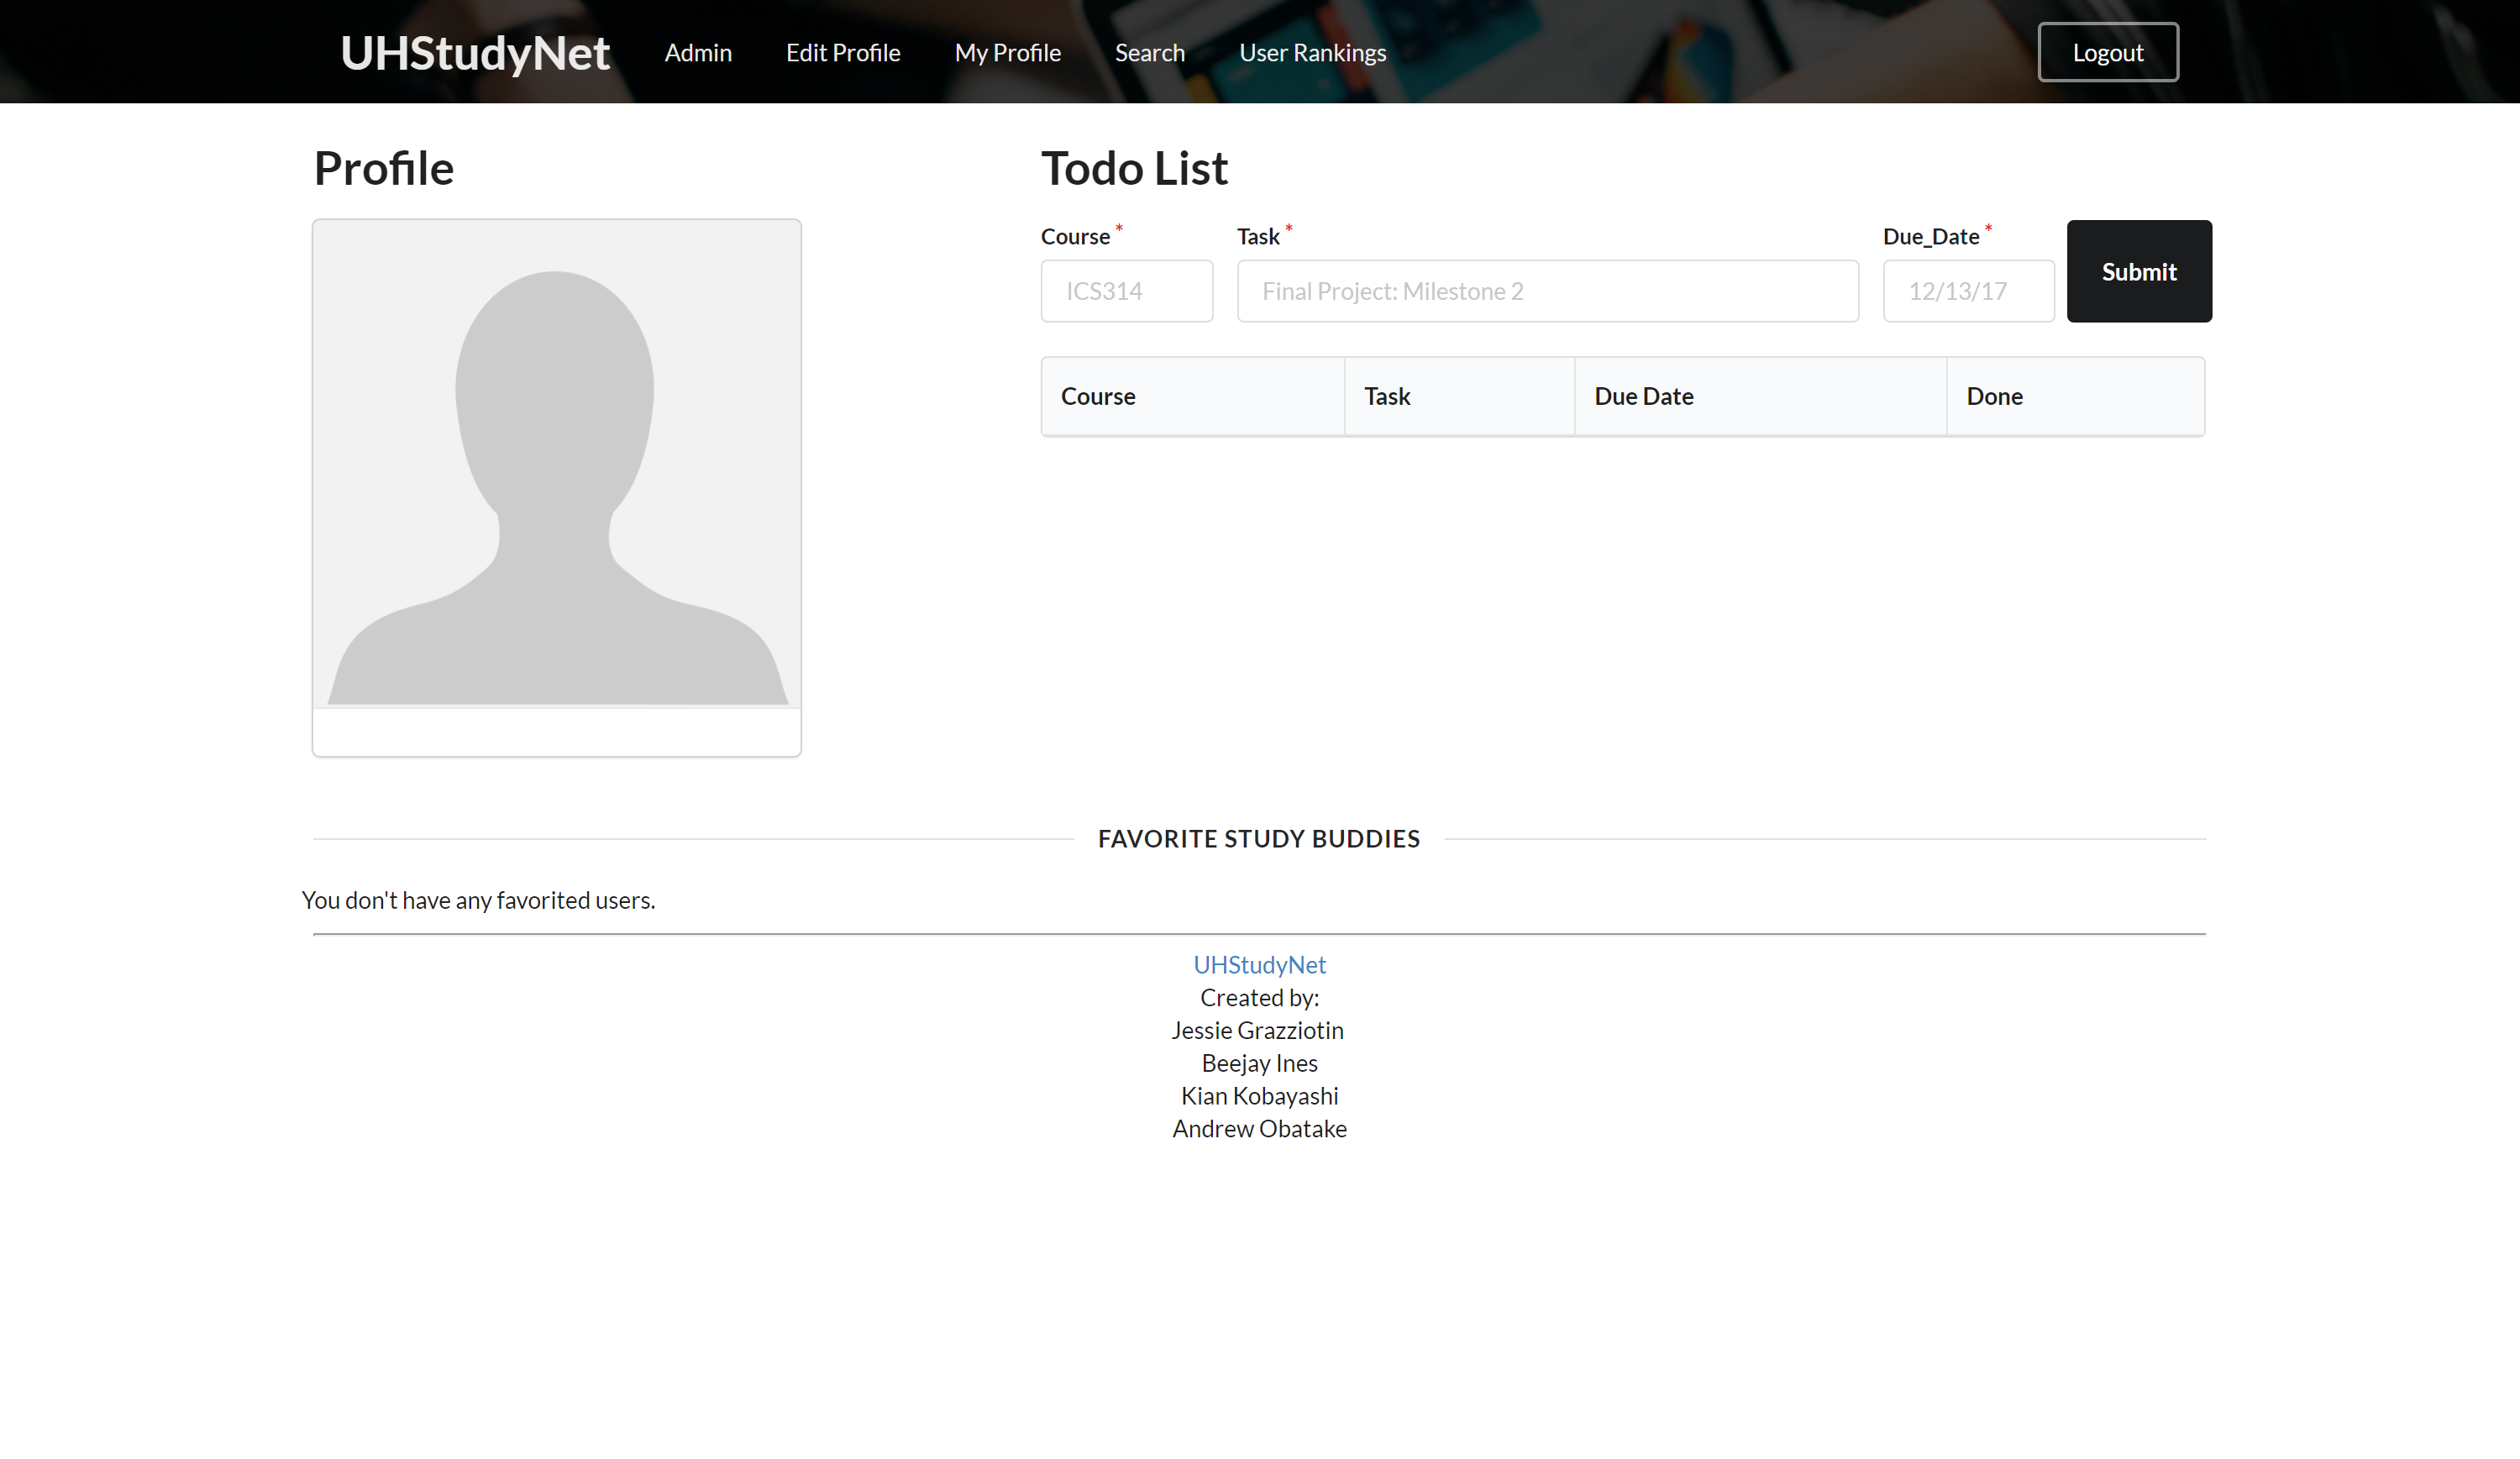 UHStudyNet Admin Edit Profile My Profile Search User Rankings Logout
Profile
Todo List
Course * Task * Due_Date *
ICS314 Final Project: Milestone 2 12/13/17 Submit
Course Task Due Date Done
FAVORITE STUDY BUDDIES
You don't have any favorited users.
UHStudyNet
Created by:
Jessie Grazziotin
Beejay Ines
Kian Kobayashi
Andrew Obatake